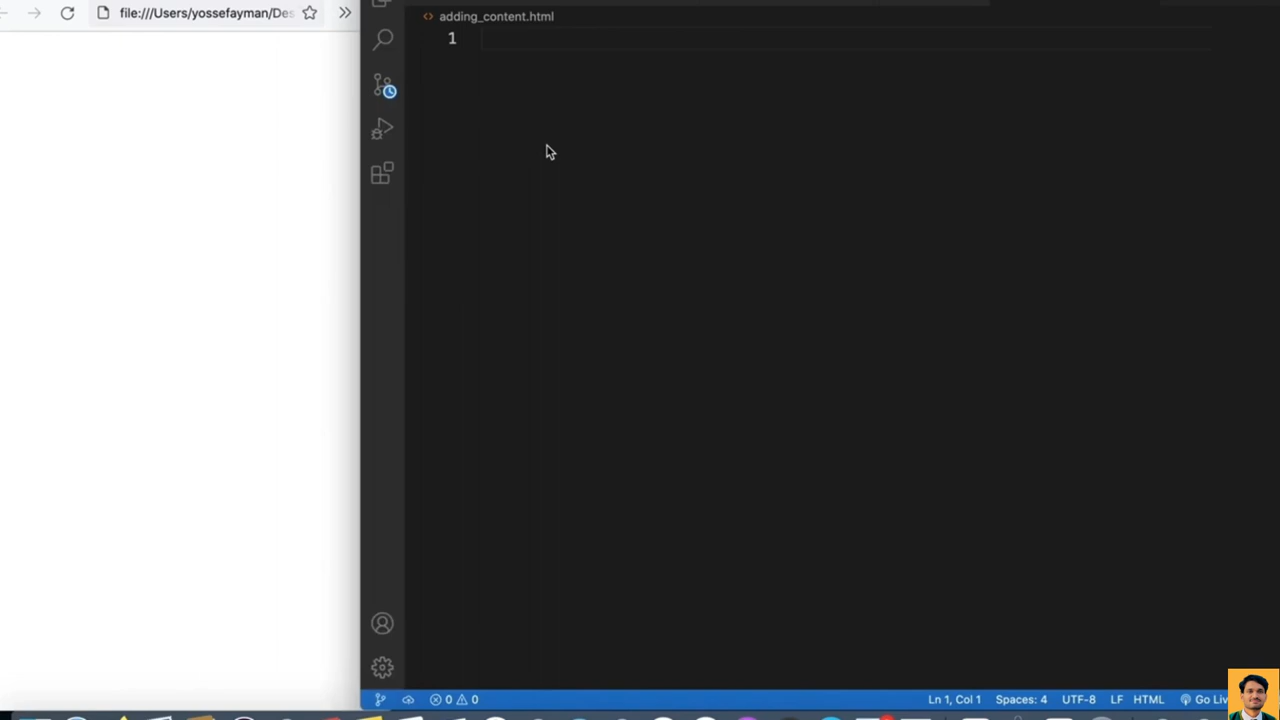 file:///Users/yossefayman/Des
adding_content.html
1
0 0
Ln 1, Col 1 Spaces: 4 UTF-8 LF HTML Go Liv